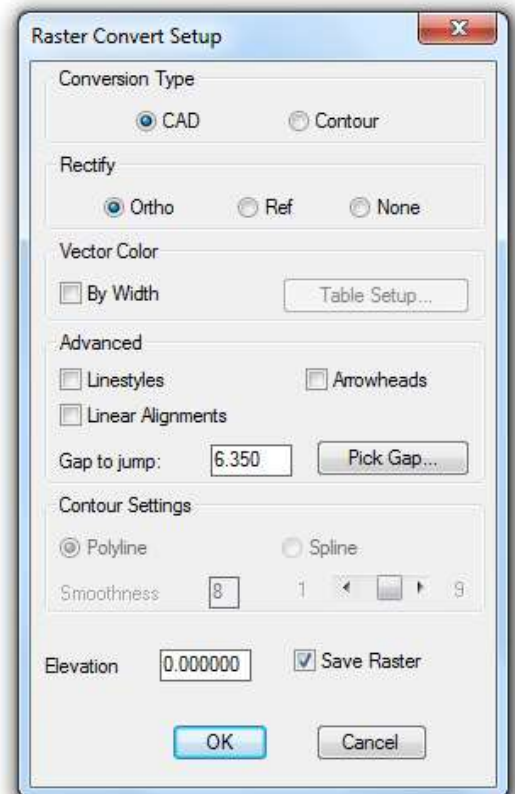 Raster Convert Setup
Conversion Type
CAD Contour
Rectify
Ortho Ref None
Vector Color
By Width Table Setup...
Advanced
Linestyles Arrowheads
Linear Alignments
Gap to jump: 6.350 Pick Gap...
Contour Settings
Polyline Spline
Smoothness 8 1 9
Elevation 0.000000 Save Raster
OK Cancel